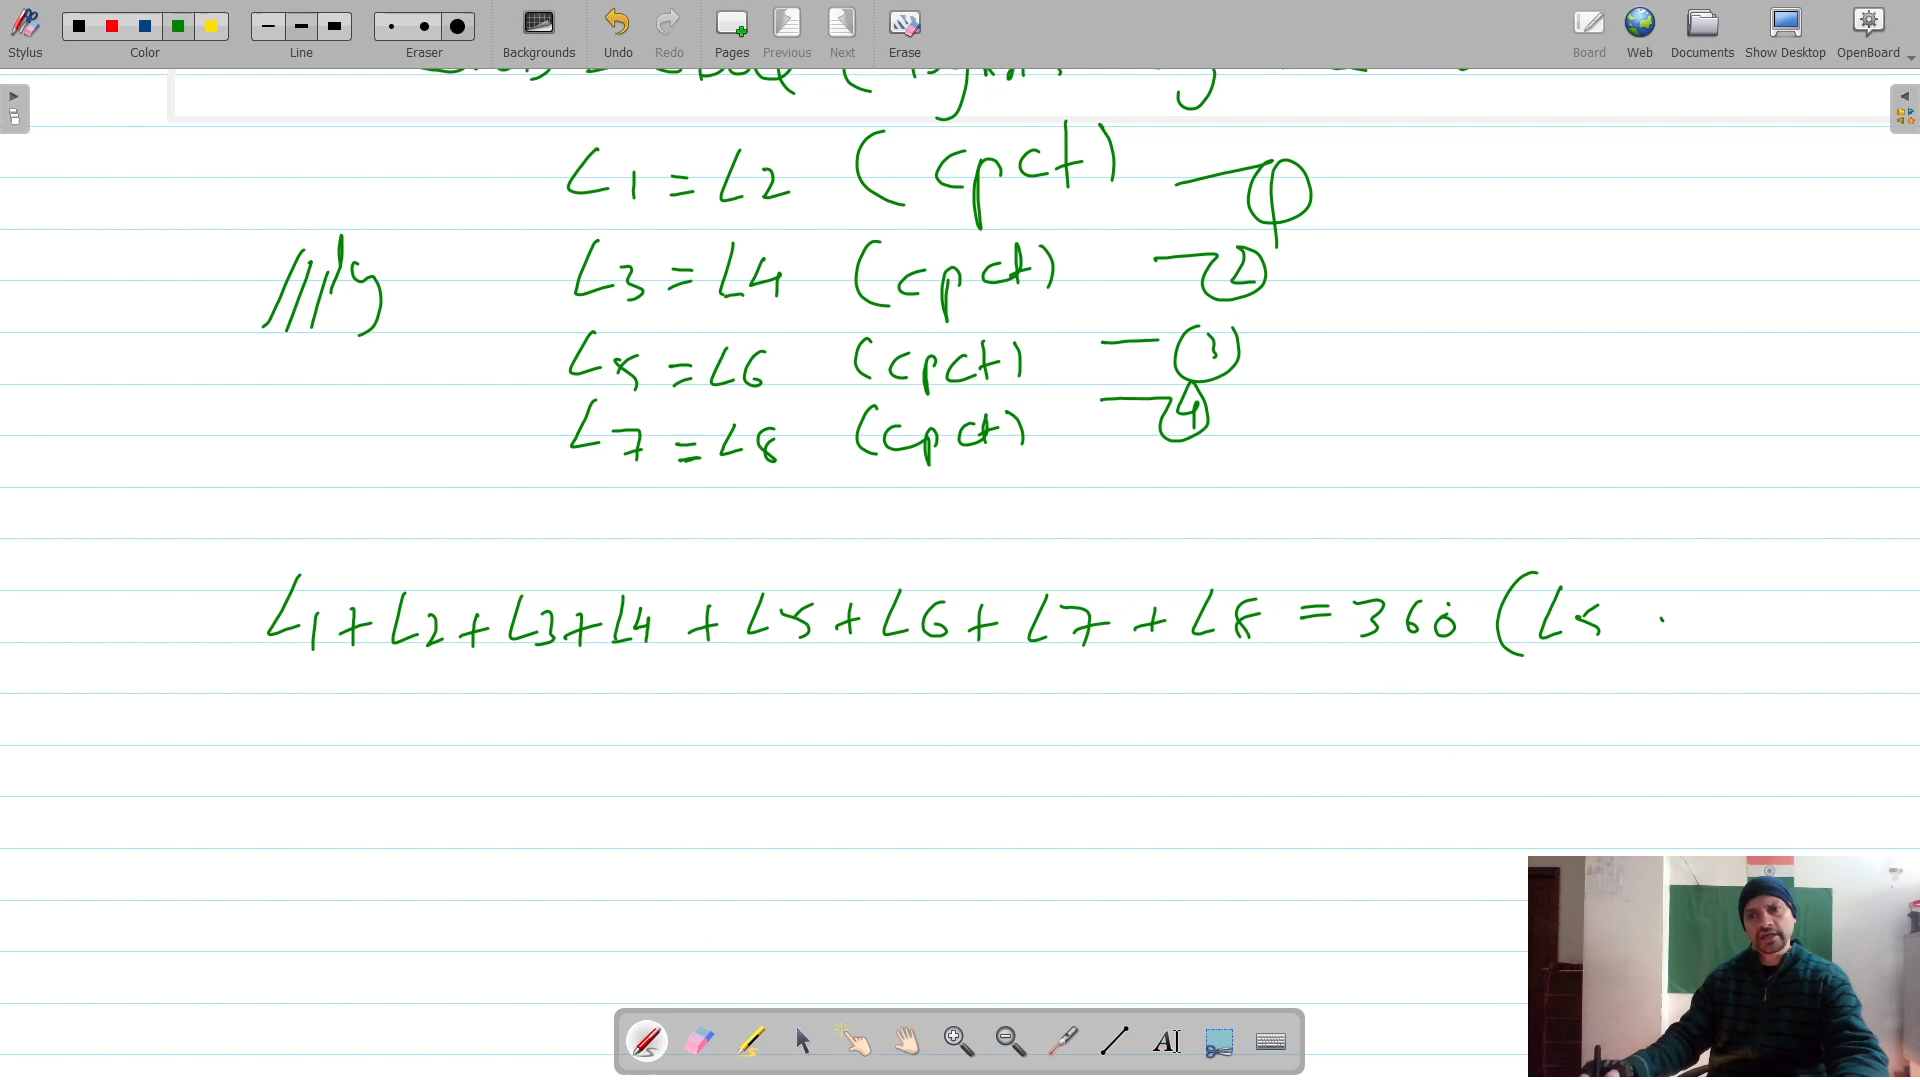 Stylus Color Line Eraser Backgrounds Undo Redo Pages Previous Next Erase Board Web Documents Show Desktop OpenBoard
∠1 = ∠2 (cpct) — 1
|||ly ∠3 = ∠4 (cpct) — 2
∠5 = ∠6 (cpct) — 3
∠7 = ∠8 (cpct) — 4
∠1 + ∠2 + ∠3 + ∠4 + ∠5 + ∠6 + ∠7 + ∠8 = 360 (∠s